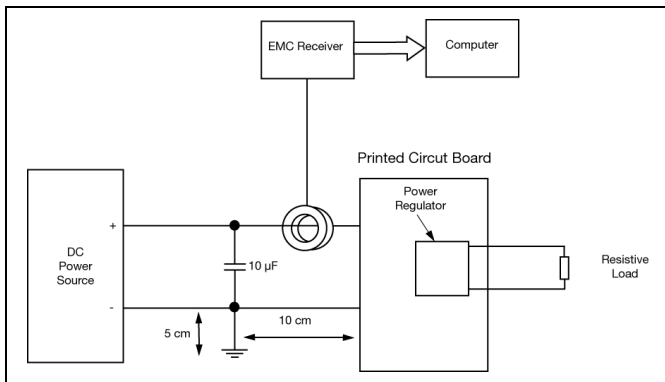 EMC Receiver
Computer
Printed Circut Board
Power
Regulator
+
DC
Power
Source
10 µF
Resistive
Load
-
5 cm
10 cm